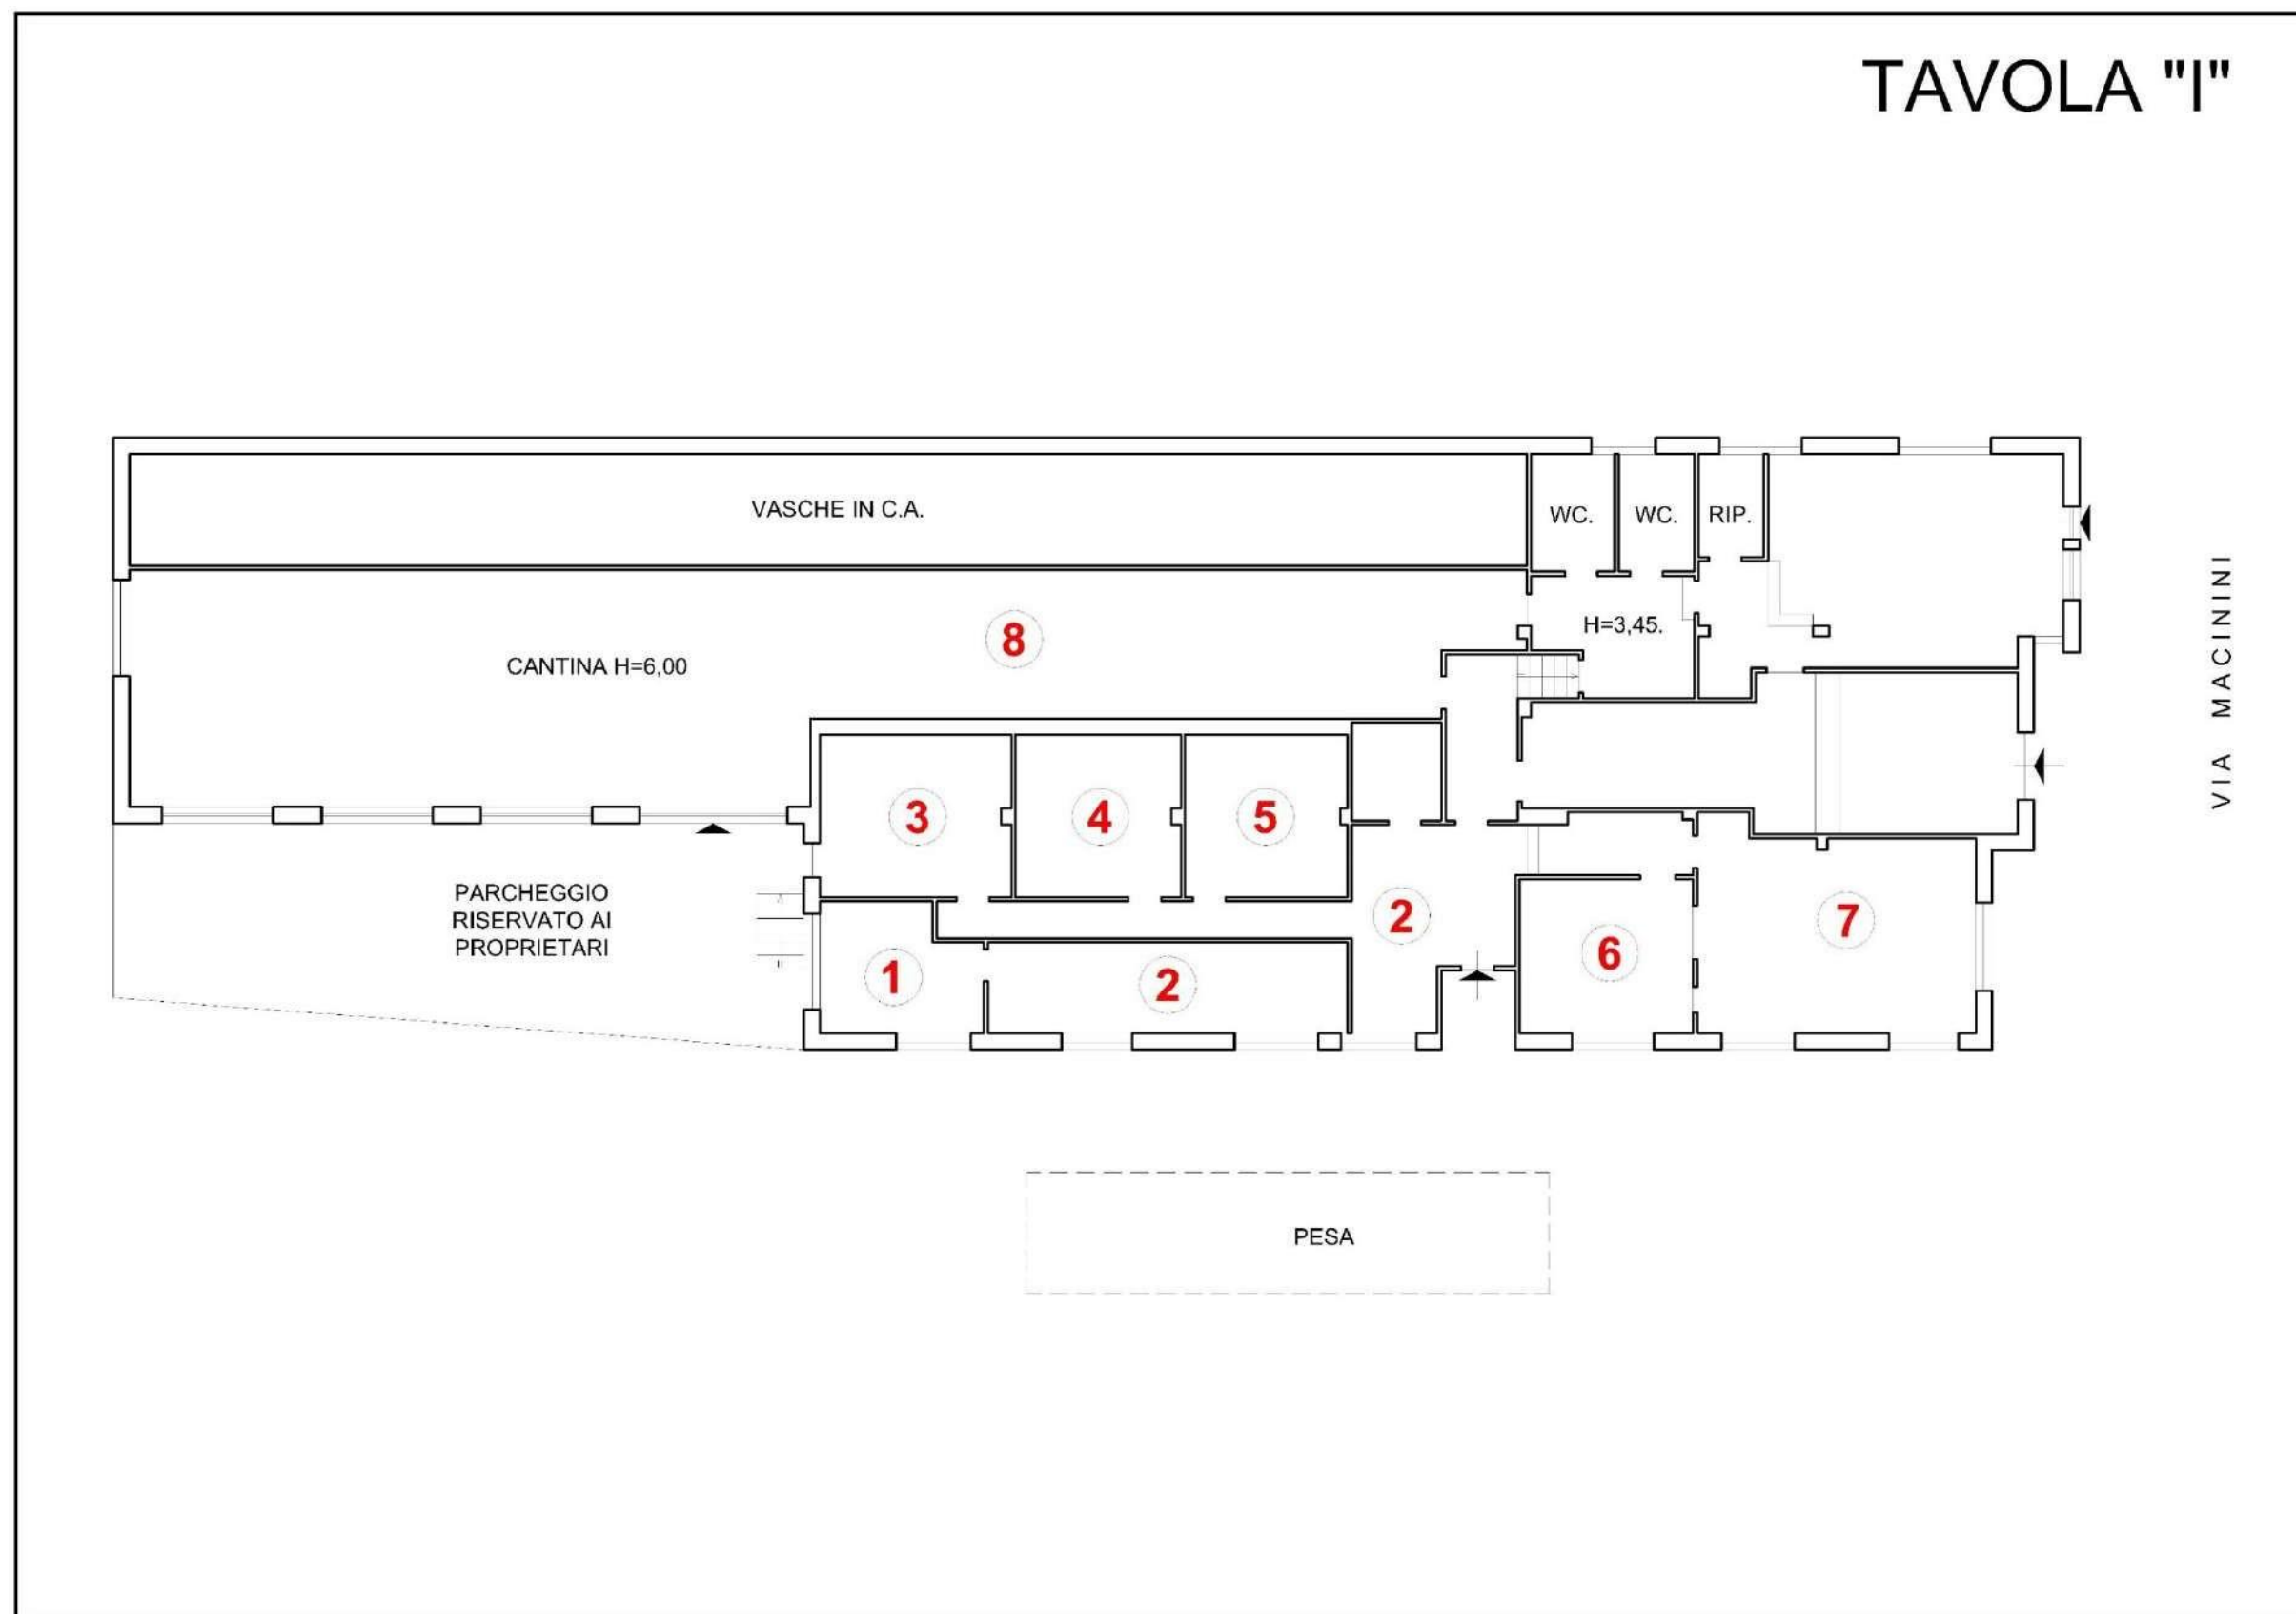 TAVOLA "I"
VASCHE IN C.A.
WC.
WC.
RIP.
H=3,45.
8
CANTINA H=6,00
VIA MACININI
3
4
5
PARCHEGGIO
RISERVATO AI
PROPRIETARI
2
7
6
1
2
PESA